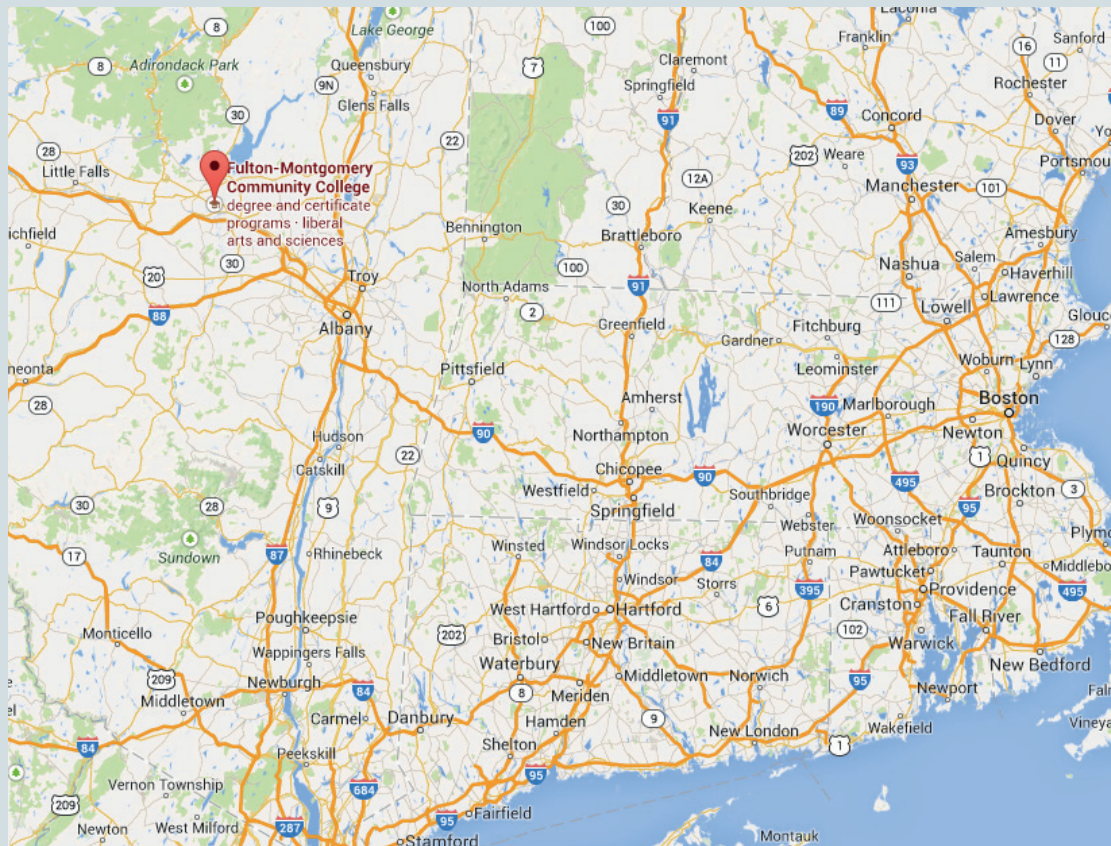 8
100
Laconia
Lake George
Franklin
Sanford
8
Adirondack Park
Queensbury
7
Claremont
Springfield
16
11
9N
Glens Falls
Rochester
30
89
91
Concord
Dover
28
22
202
Weare
Portsmou
Little Falls
Fulton-Montgomery
Community College
degree and certificate
programs · liberal
arts and sciences
93
12A
Manchester
101
30
Keene
ichfield
Bennington
Brattleboro
Amesbury
20
30
100
Nashua
Salem
Haverhill
Troy
North Adams
91
111
Lawrence
88
2
Lowell
Albany
Greenfield
Fitchburg
Glouc
Gardner
128
Woburn
Lynn
neonta
Pittsfield
Leominster
28
Amherst
190
Marlborough
Boston
Hudson
90
Northampton
Worcester
Newton
Catskill
22
1
Quincy
Chicopee
90
495
30
28
9
Westfield
Southbridge
95
Brockton
3
Springfield
Webster
Woonsocket
Sundown
Plym
17
87
Rhinebeck
Winsted
Windsor Locks
84
Putnam
Attleboro
Taunton
Middlebo
Windsor
Storrs
395
Pawtucket
Providence
495
West Hartford
Hartford
6
Cranston
Fall River
Poughkeepsie
Monticello
202
Bristol
New Britain
102
Warwick
Wappingers Falls
Waterbury
New Bedford
209
Newburgh
84
8
Middletown
Norwich
95
Newport
Middletown
Meriden
Carmel
Danbury
Hamden
9
New London
Wakefield
Vineya
84
Peekskill
Shelton
1
Vernon Township
684
95
209
West Milford
287
95
Fairfield
Newton
Stamford
Montauk